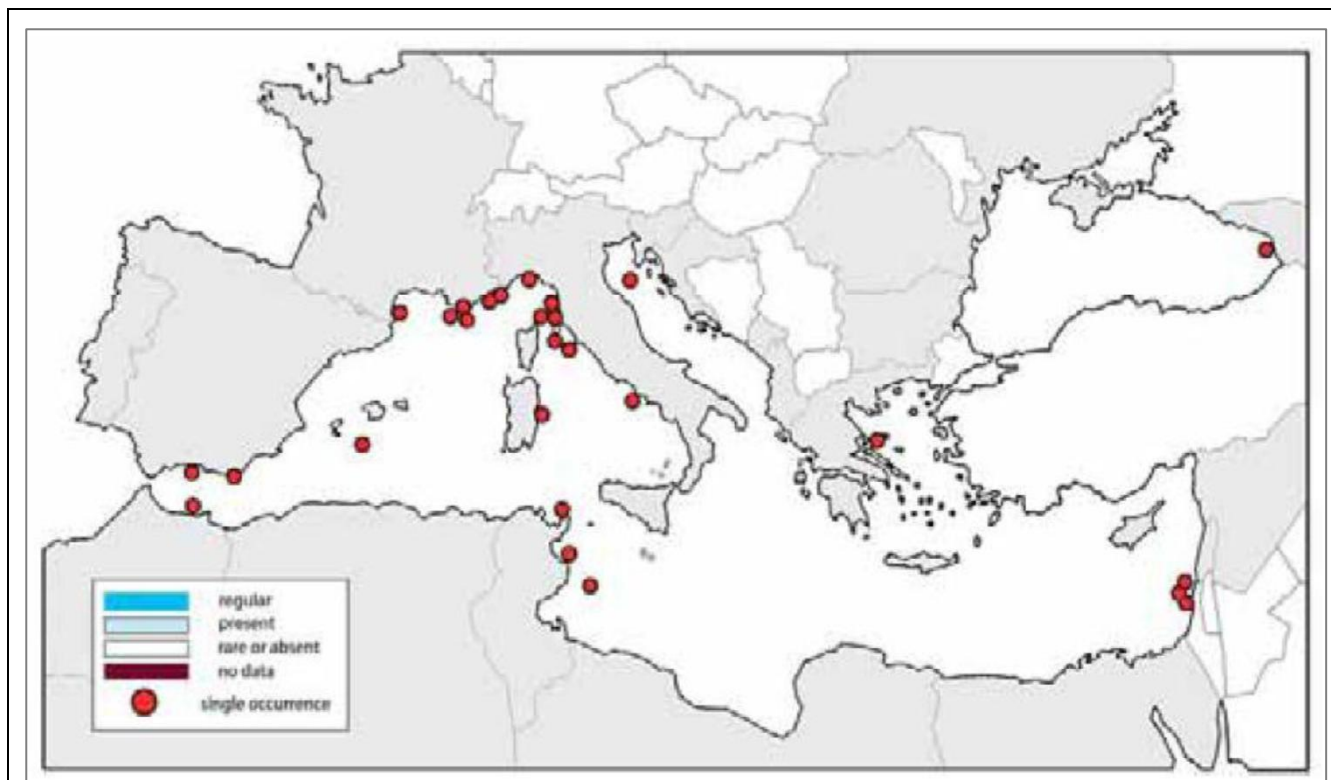 regular
present
rare or absent
no data
single occurrence